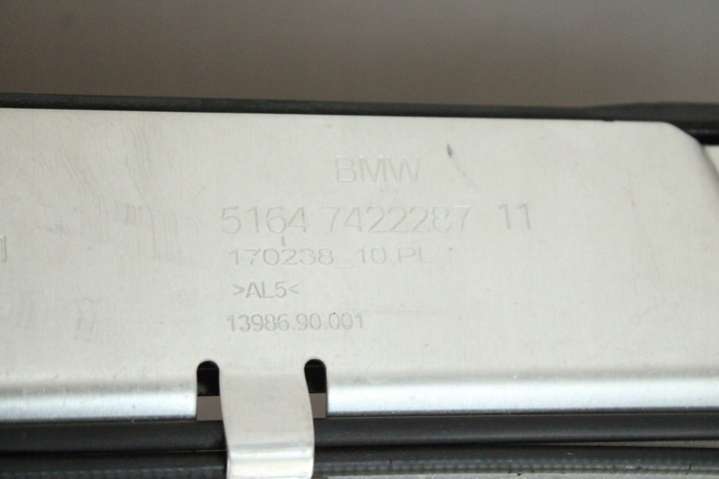 BMW
5164 7422287 11
170238_10.PL
>AL5<
13986.90.001